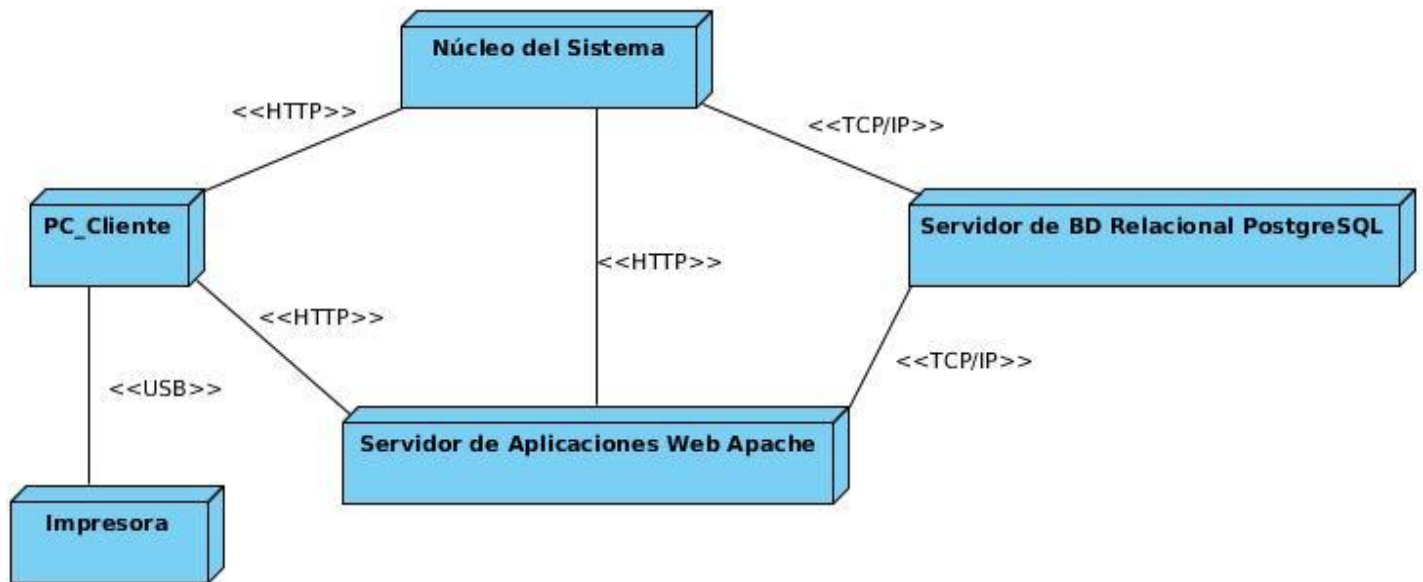 Núcleo del Sistema
<<HTTP>>
<<TCP/IP>>
PC_Cliente
Servidor de BD Relacional PostgreSQL
<<HTTP>>
<<HTTP>>
<<TCP/IP>>
<<USB>>
Servidor de Aplicaciones Web Apache
Impresora